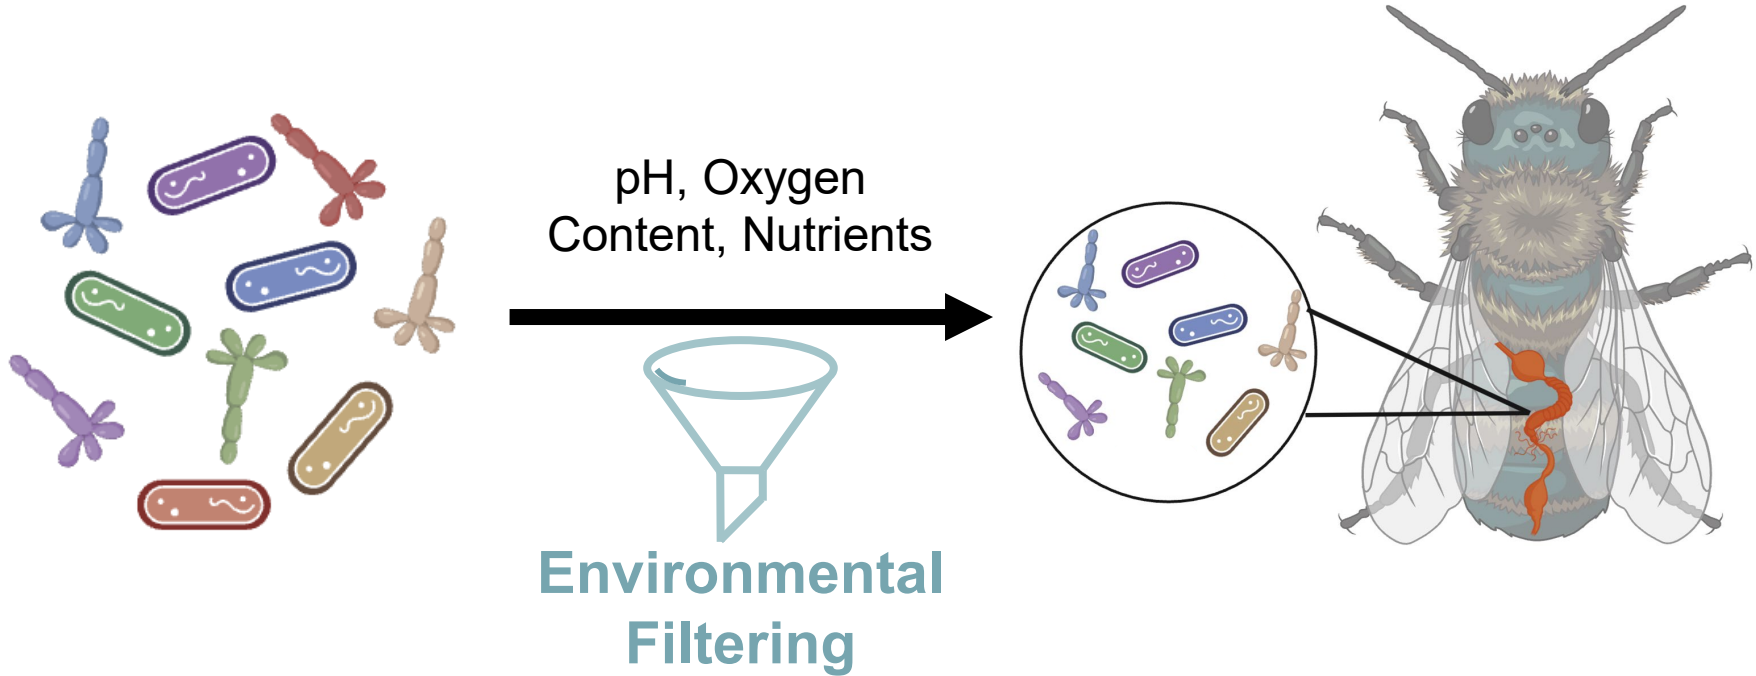 pH, Oxygen
Content, Nutrients
Environmental
Filtering